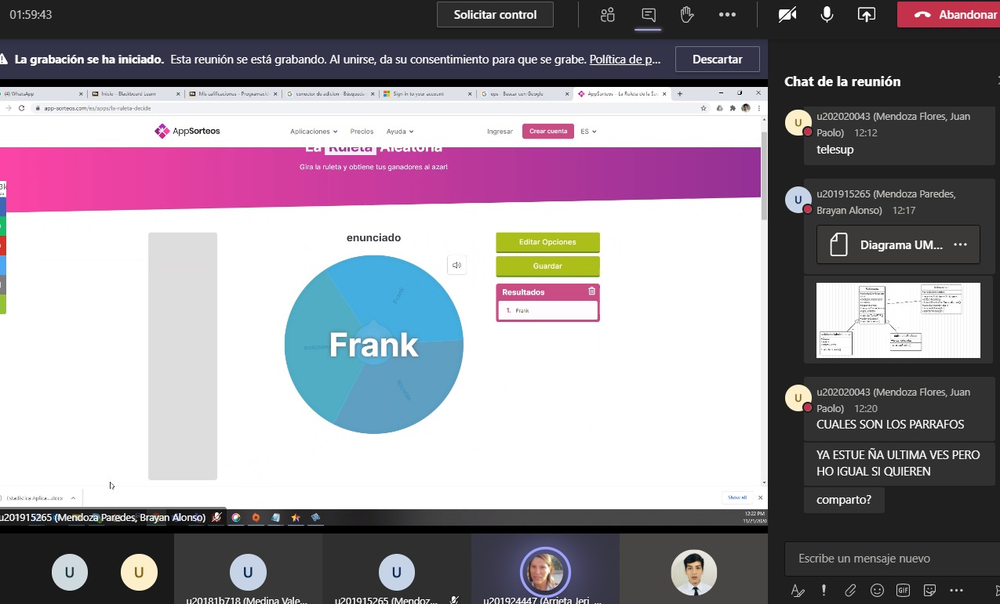 01:59:43
Solicitar control
Abandonar
La grabación se ha iniciado. Esta reunión se está grabando. Al unirse, da su consentimiento para que se grabe. Política de p...
Descartar
(4) WhatsApp
Inicio – Blackboard Learn
Mis calificaciones – Programació
conector de adicion - Búsqueda
Sign in to your account
eps - Buscar con Google
AppSorteos – La Ruleta de la Su
app-sorteos.com/es/apps/la-ruleta-decide
AppSorteos
Aplicaciones
Precios
Ayuda
Ingresar
Crear cuenta
ES
La Ruleta Aleatoria
Gira la ruleta y obtiene tus ganadores al azar!
enunciado
Frank
Frank
Editar Opciones
Guardar
Resultados
1. Frank
Estadística Aplica....docx
Show all
u201915265 (Mendoza Paredes, Brayan Alonso)
12:22 PM
11/21/2020
U
U
U
u20181b718 (Medina Vale...
U
u201915265 (Mendoz...
u201924447 (Arrieta Jeri, ...
Chat de la reunión
U
u202020043 (Mendoza Flores, Juan
Paolo) 12:12
telesup
U
u201915265 (Mendoza Paredes,
Brayan Alonso) 12:17
Diagrama UM...
U
u202020043 (Mendoza Flores, Juan
Paolo) 12:20
CUALES SON LOS PARRAFOS
YA ESTUE ÑA ULTIMA VES PERO
HO IGUAL SI QUIEREN
comparto?
Escribe un mensaje nuevo
GIF